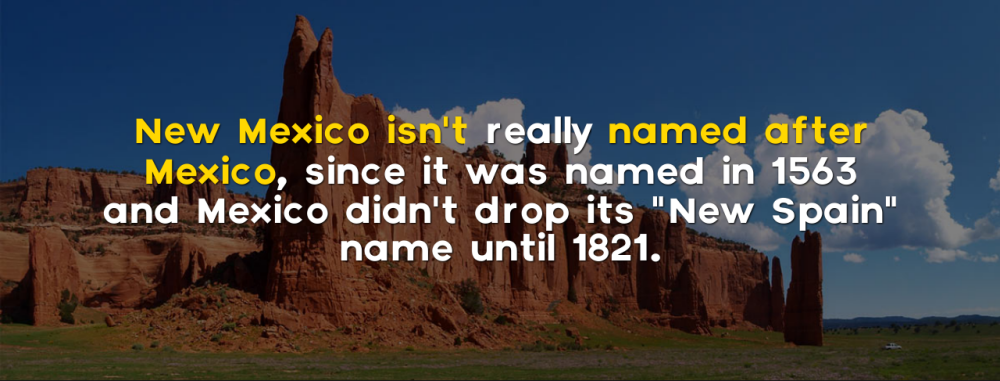 New Mexico isn't really named after
Mexico, since it was named in 1563
and Mexico didn't drop its "New Spain"
name until 1821.